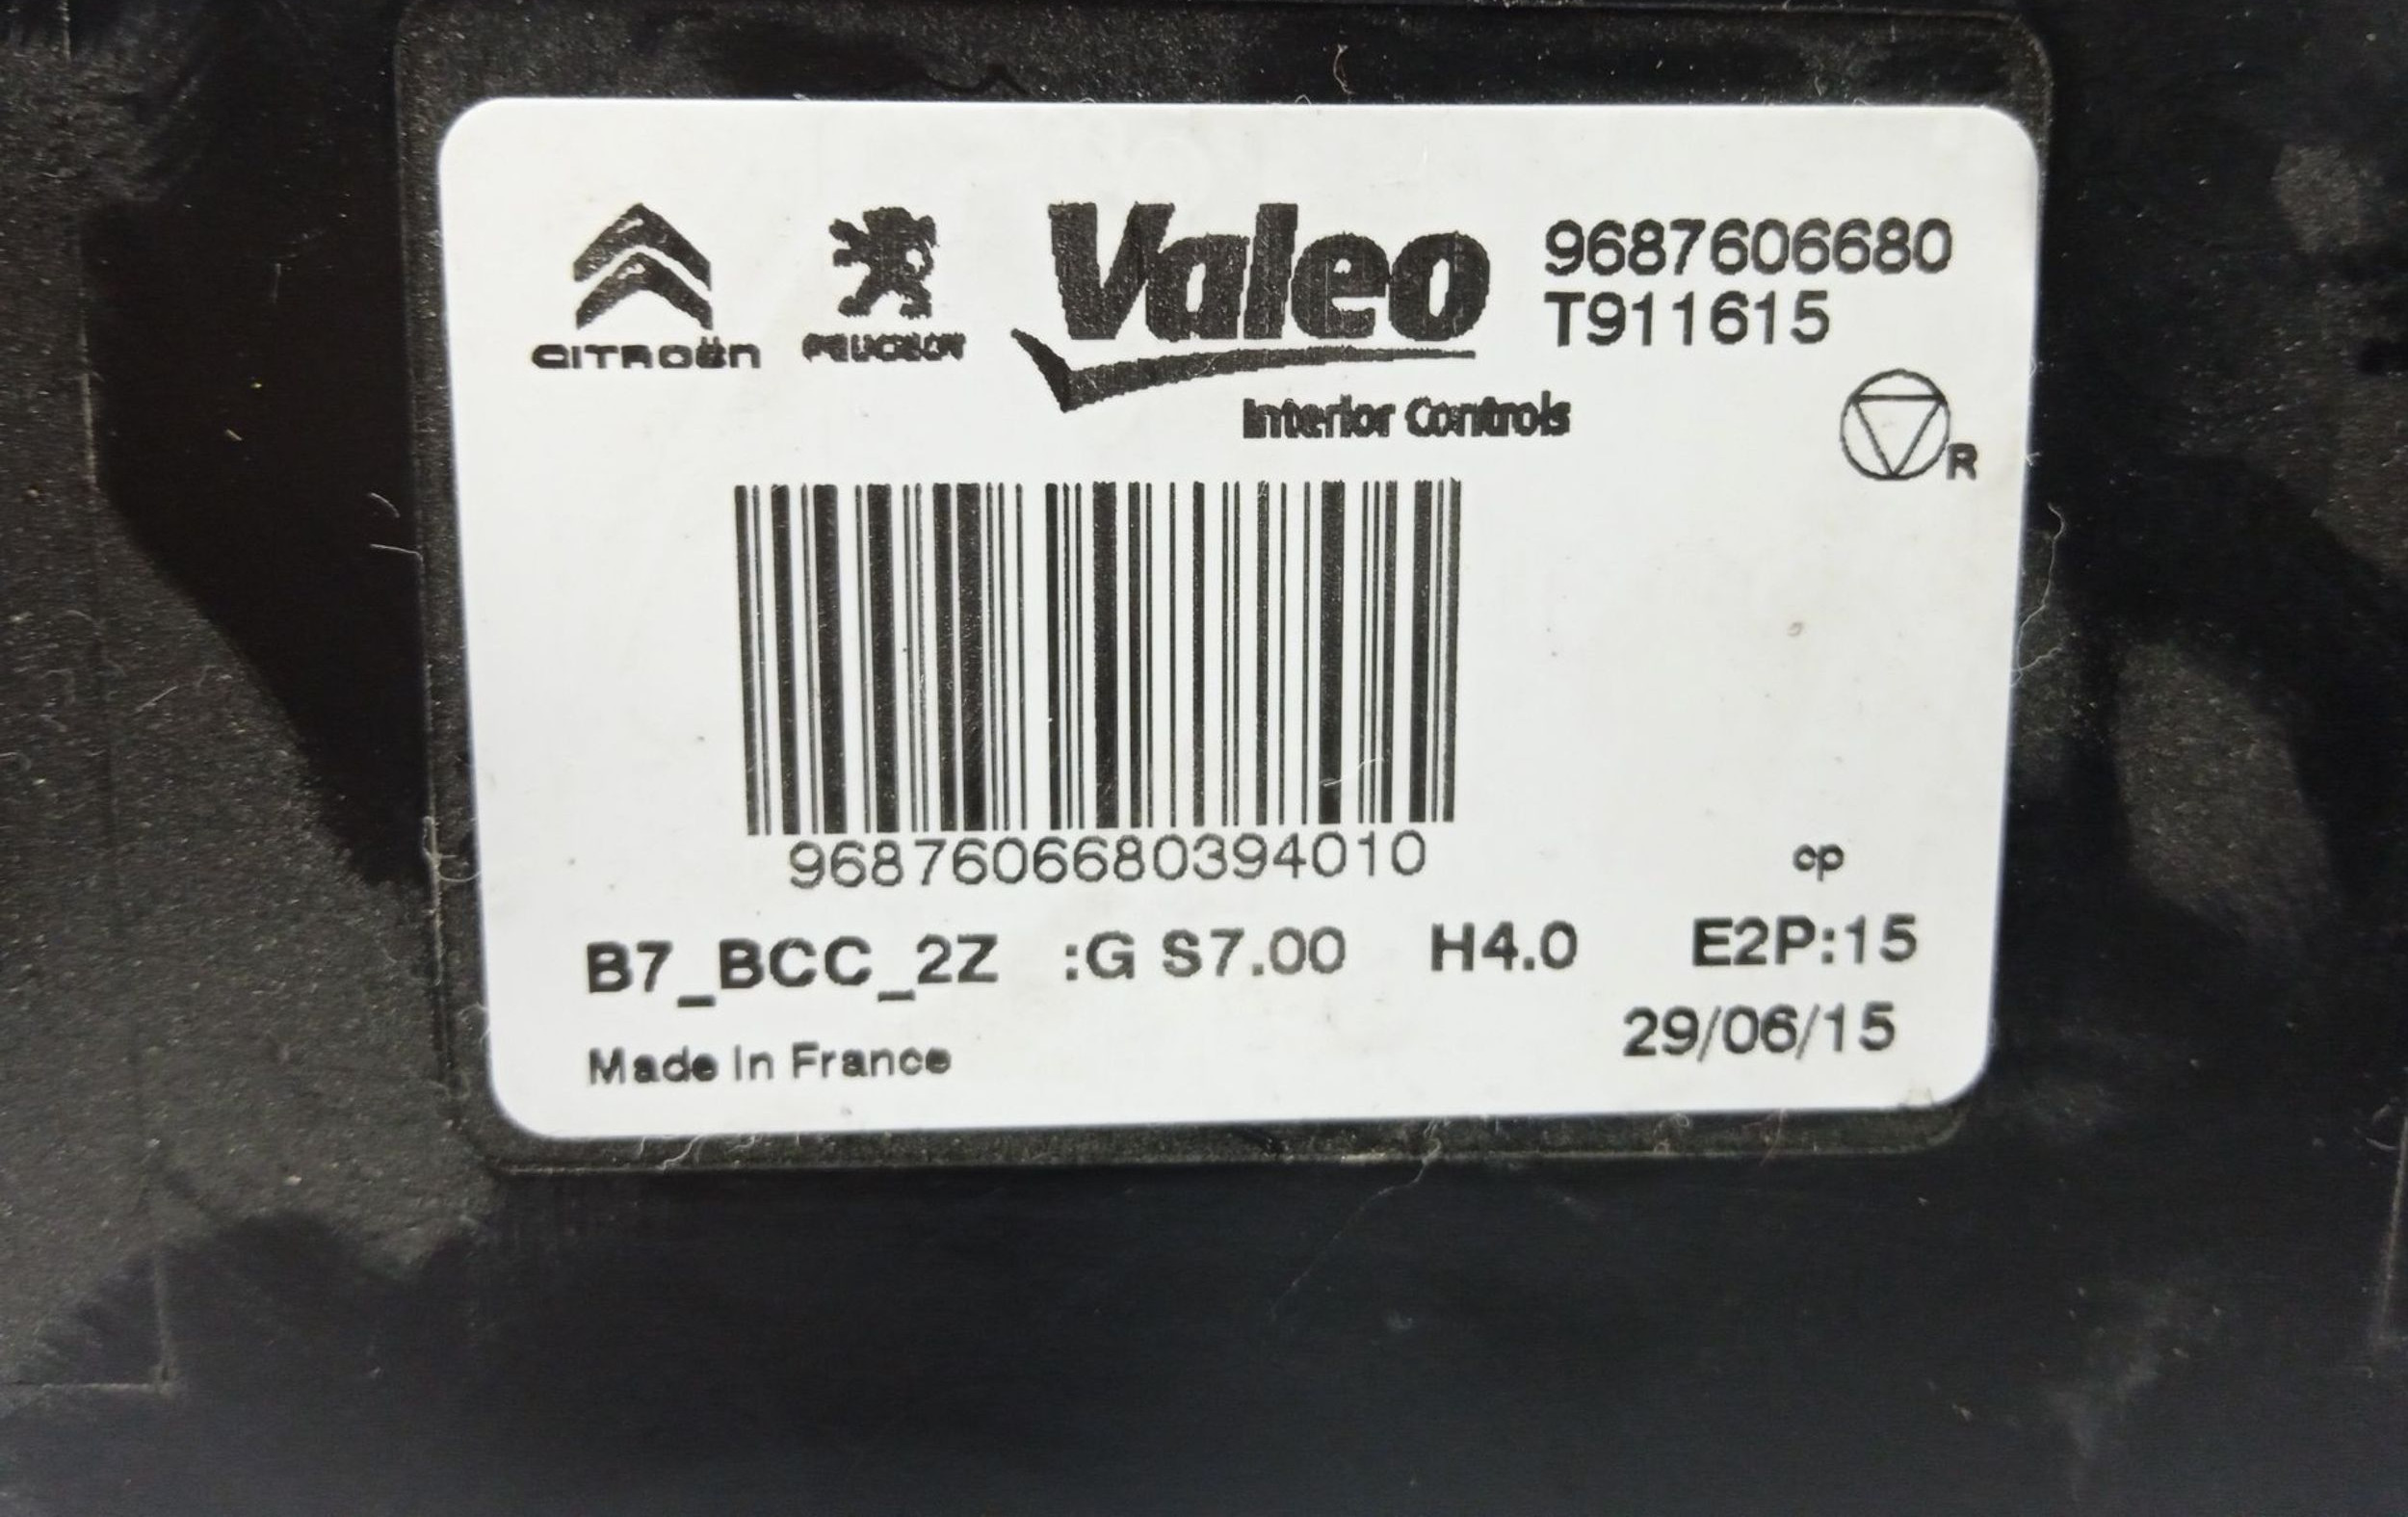 CITROËN PEUGEOT Valeo 9687606680
T911615
Interior Controls
R
9687606680394010
cp
B7_BCC_2Z :G S7.00 H4.0 E2P:15
29/06/15
Made In France